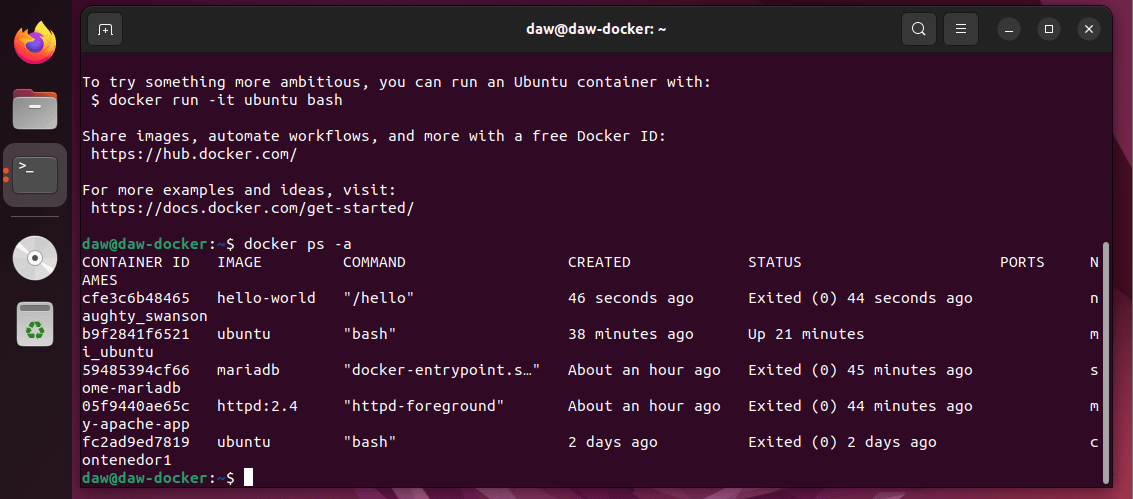 daw@daw-docker: ~
To try something more ambitious, you can run an Ubuntu container with:
 $ docker run -it ubuntu bash
Share images, automate workflows, and more with a free Docker ID:
 https://hub.docker.com/
For more examples and ideas, visit:
 https://docs.docker.com/get-started/
daw@daw-docker:~$ docker ps -a
CONTAINER ID   IMAGE         COMMAND                  CREATED             STATUS                      PORTS     N
AMES
cfe3c6b48465   hello-world   "/hello"                 46 seconds ago      Exited (0) 44 seconds ago             n
aughty_swanson
b9f2841f6521   ubuntu        "bash"                   38 minutes ago      Up 21 minutes                         m
i_ubuntu
59485394cf66   mariadb       "docker-entrypoint.s…"   About an hour ago   Exited (0) 45 minutes ago             s
ome-mariadb
05f9440ae65c   httpd:2.4     "httpd-foreground"       About an hour ago   Exited (0) 44 minutes ago             m
y-apache-app
fc2ad9ed7819   ubuntu        "bash"                   2 days ago          Exited (0) 2 days ago                 c
ontenedor1
daw@daw-docker:~$